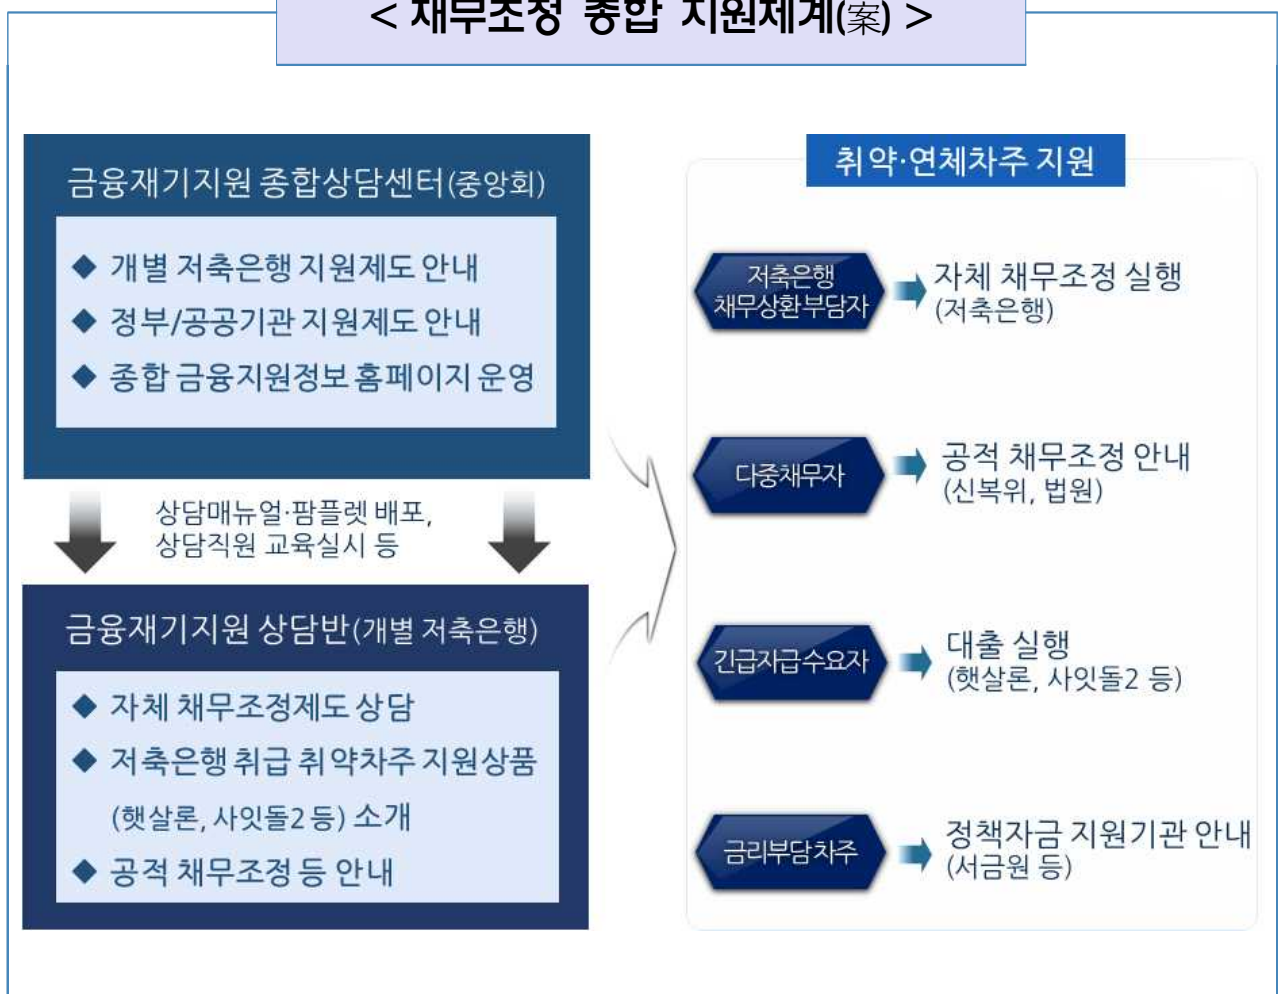 < 채무조정 종합 지원체계(案) >
금융재기지원 종합상담센터(중앙회)
◆ 개별 저축은행 지원제도 안내
◆ 정부/공공기관 지원제도 안내
◆ 종합 금융지원정보 홈페이지 운영
상담매뉴얼·팜플렛 배포,
상담직원 교육실시 등
금융재기지원 상담반(개별 저축은행)
◆ 자체 채무조정제도 상담
◆ 저축은행 취급 취약차주 지원상품
(햇살론, 사잇돌2 등) 소개
◆ 공적 채무조정 등 안내
취약·연체차주 지원
저축은행
채무상환부담자
자체 채무조정 실행
(저축은행)
다중채무자
공적 채무조정 안내
(신복위, 법원)
긴급자금수요자
대출 실행
(햇살론, 사잇돌2 등)
금리부담차주
정책자금 지원기관 안내
(서금원 등)